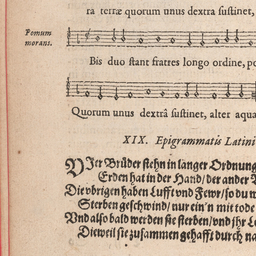 ra terræ quorum unus dextra sustinet,
Pomum
morans.
Bis duo stant fratres longo ordine, po
Quorum unus dextrâ sustinet, alter aqua
XIX. Epigrammatis Latini
VJer Brüder stehn in langer Ordnung
Erden hat in der Hand/ der ander
Die vbrigen haben Lufft vnd Fewr/ so du w
Sterben geschwind/ nur ein'n mit tode
Vnd also bald werden sie sterben/ vnd jhr L
Dieweil sie zusammen gehafft durch na